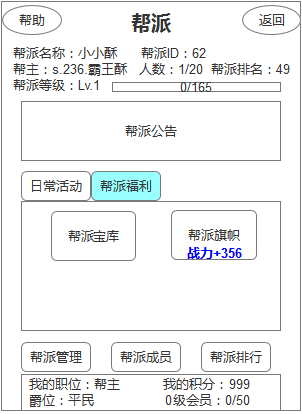 帮助 帮派 返回
帮派名称：小小酥 帮派ID：62
帮主：s.236.霸王酥 人数：1/20 帮派排名：49
帮派等级：Lv.1 0/165
帮派公告
日常活动 帮派福利
帮派宝库 帮派旗帜
战力+356
帮派管理 帮派成员 帮派排行
我的职位：帮主 我的积分：999
爵位：平民 0级会员：0/50